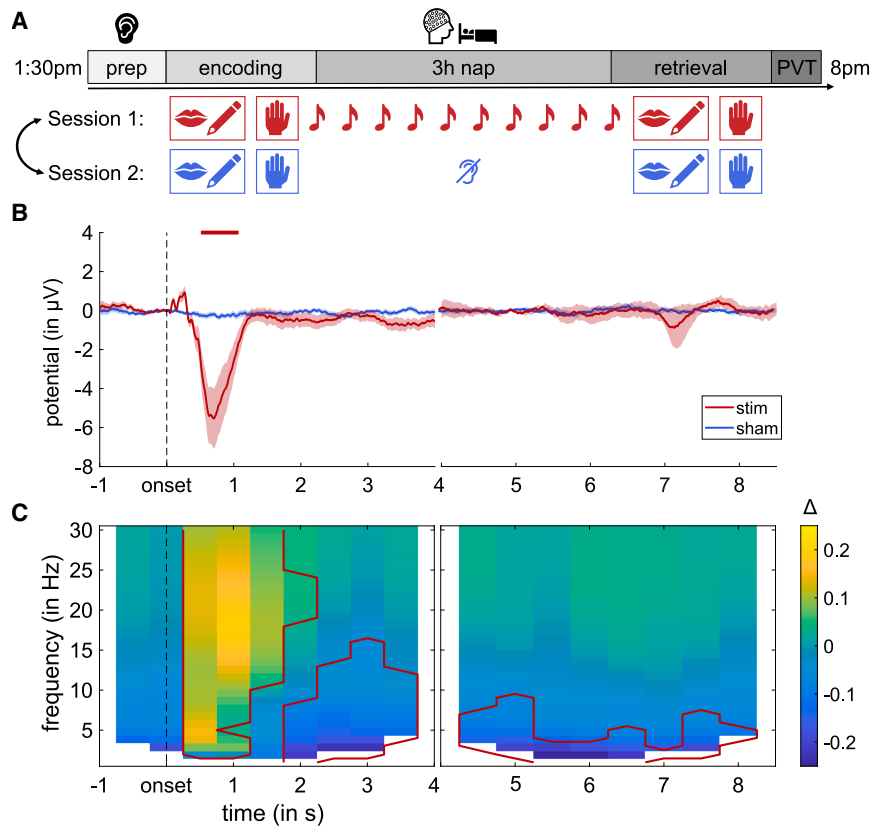 A
1:30pm prep encoding 3h nap retrieval PVT 8pm
Session 1:
Session 2:
B
4
2
0
-2
-4
-6
-8
potential (in µV)
stim
sham
-1 onset 1 2 3 4 4 5 6 7 8
C
30
25
20
15
10
5
frequency (in Hz)
-1 onset 1 2 3 4 5 6 7 8
time (in s)
Δ
0.2
0.1
0
-0.1
-0.2